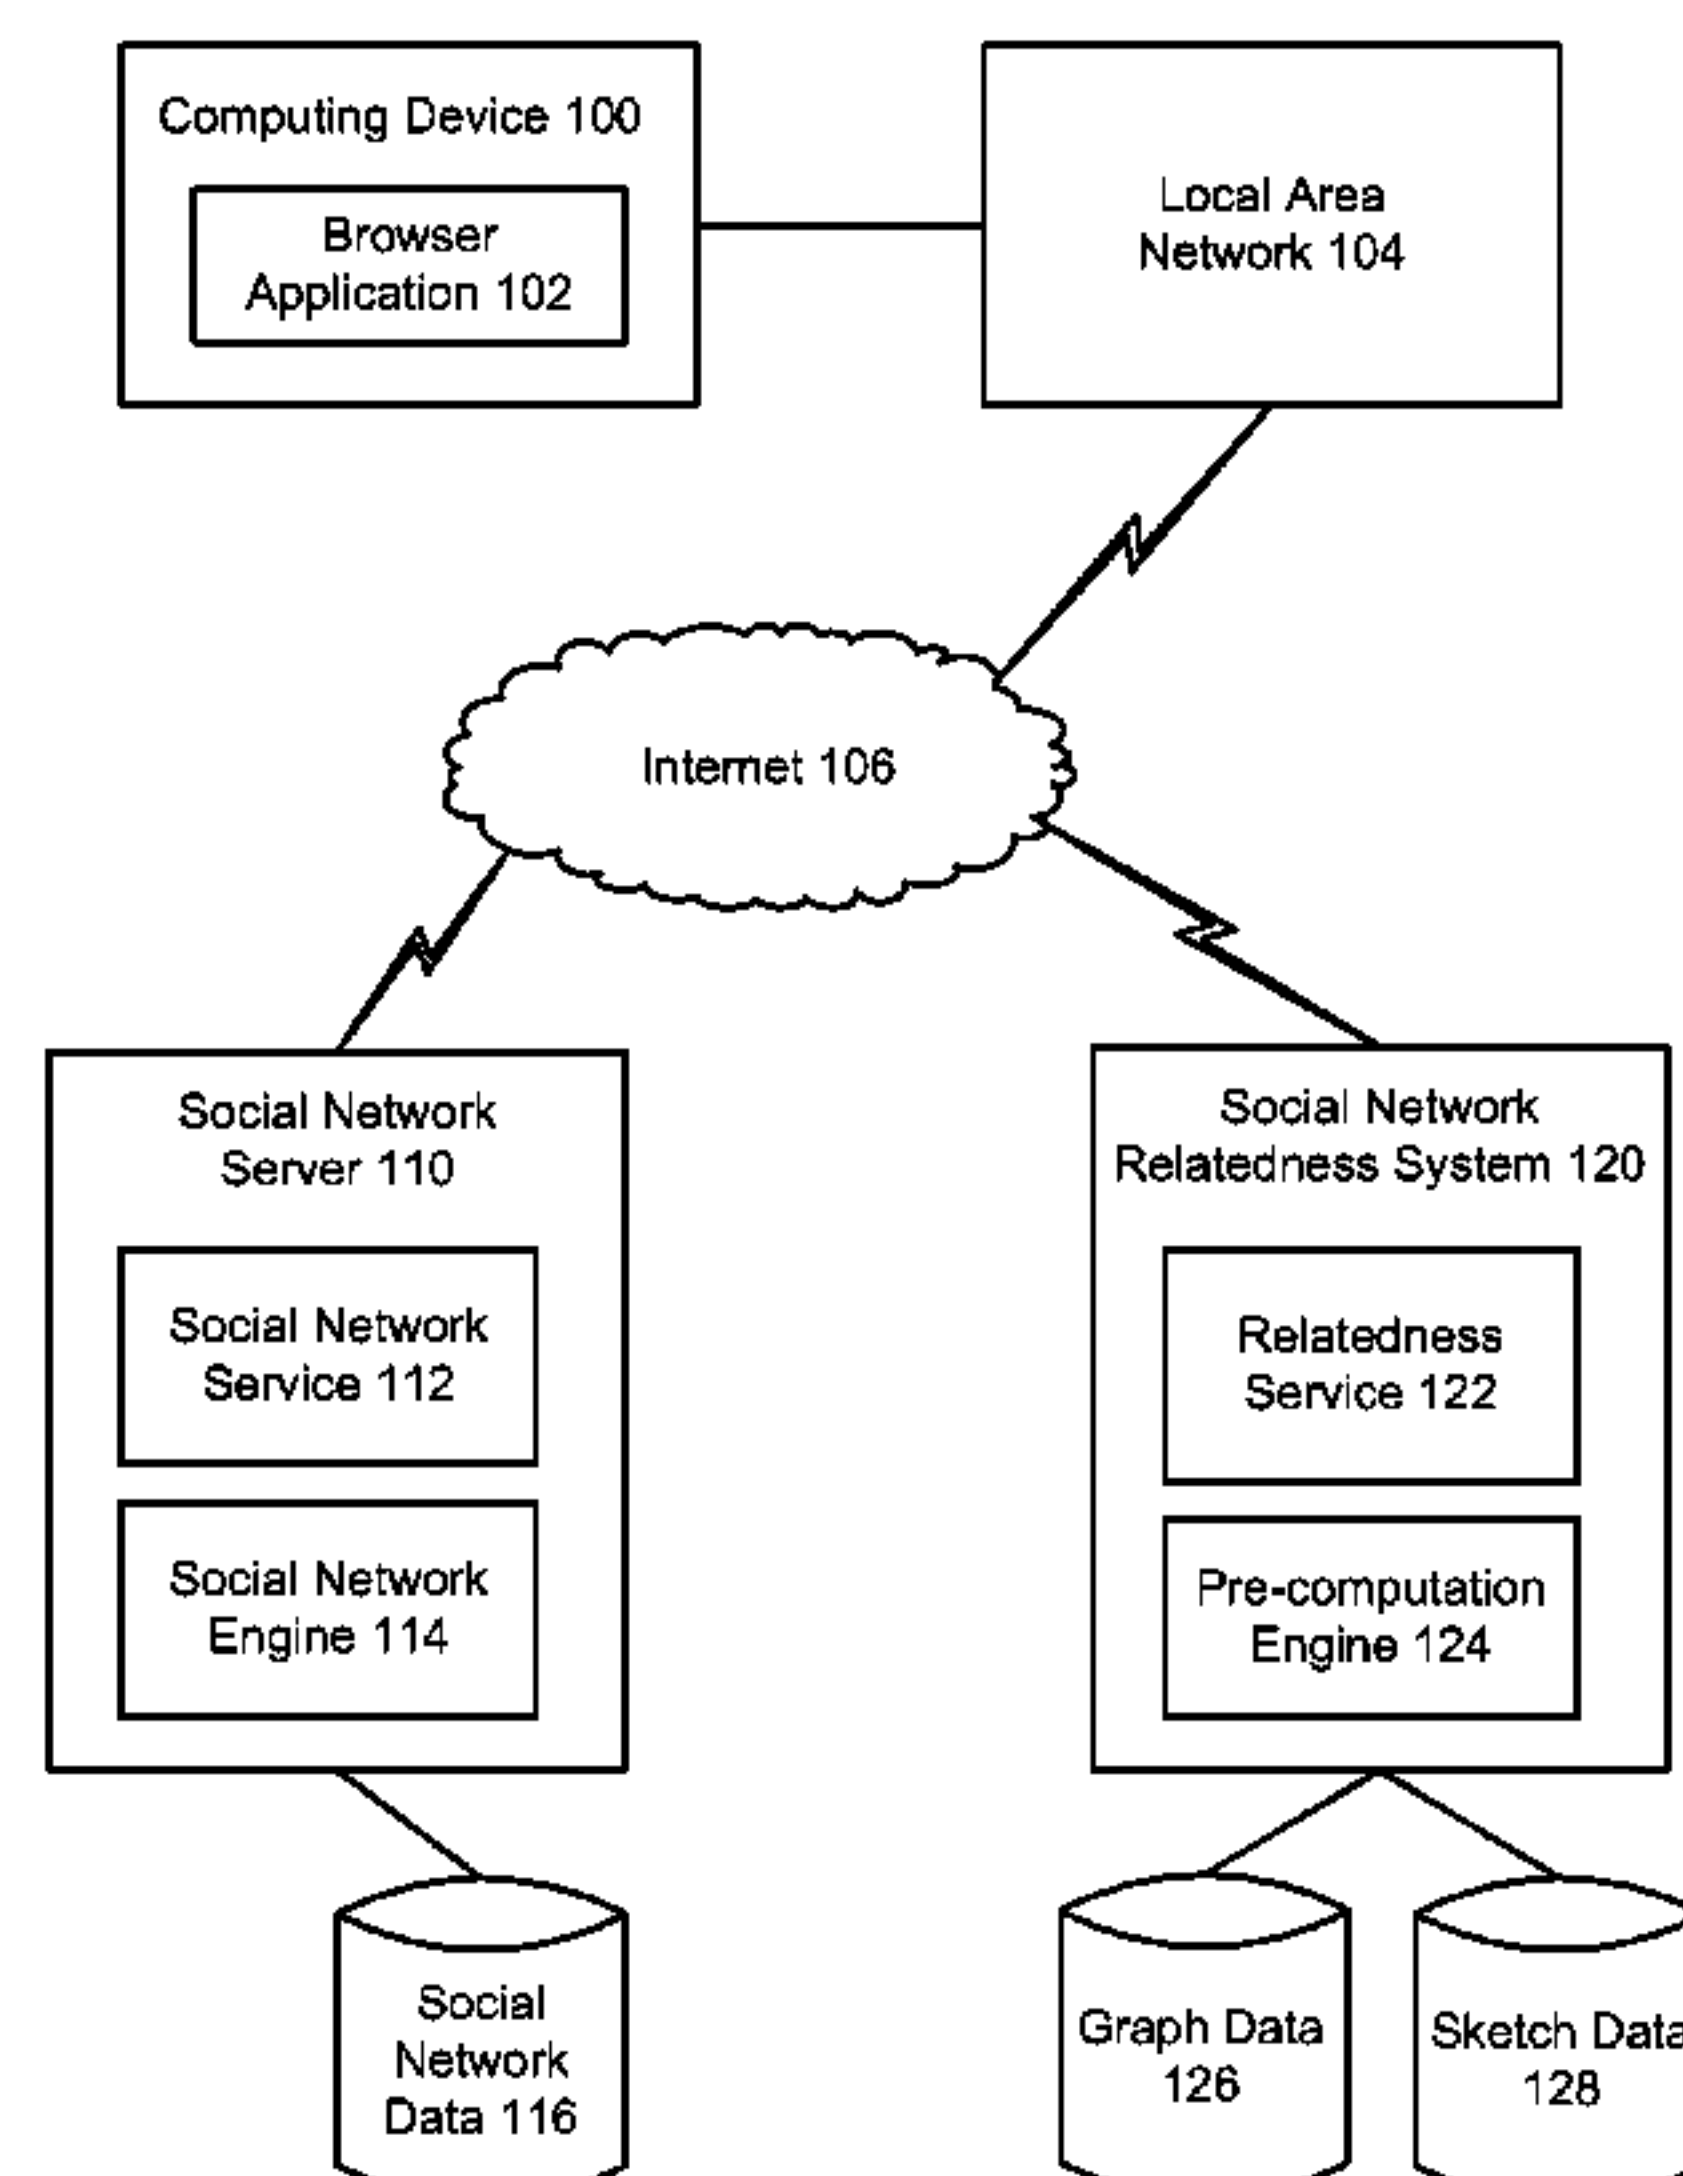 Computing Device 100
Browser
Application 102
Local Area
Network 104
Internet 106
Social Network
Server 110
Social Network
Service 112
Social Network
Engine 114
Social
Network
Data 116
Social Network
Relatedness System 120
Relatedness
Service 122
Pre-computation
Engine 124
Graph Data
126
Sketch Data
128